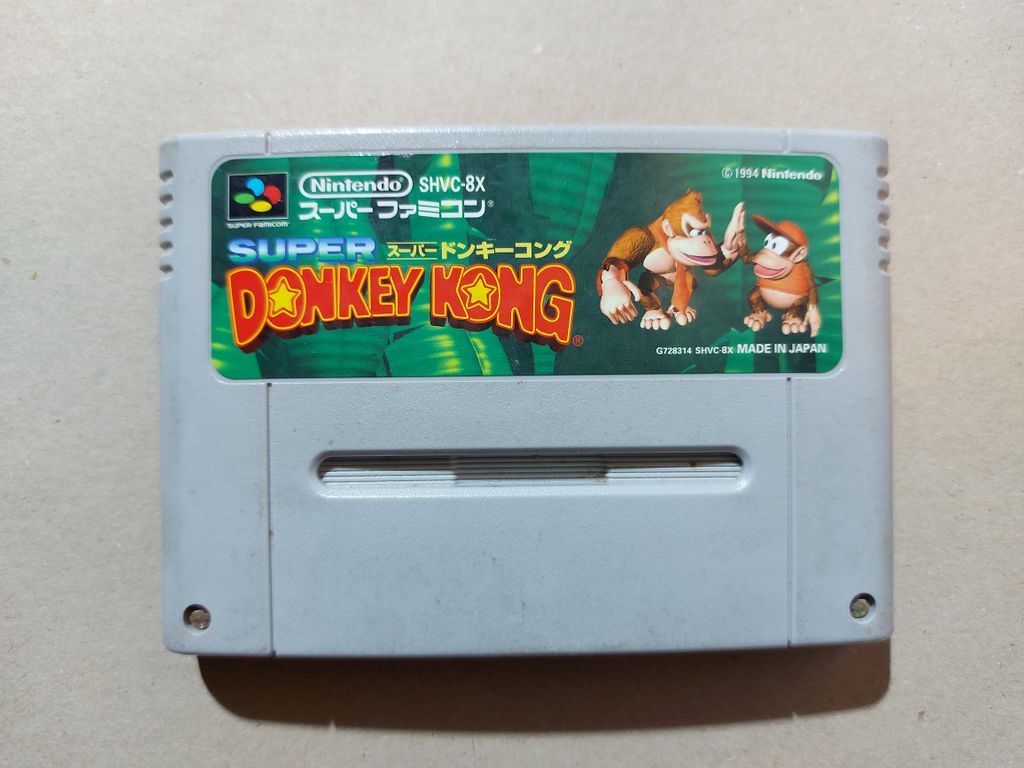 Nintendo SHVC-8X
スーパーファミコン®
SUPER FAMICOM
© 1994 Nintendo
SUPER スーパードンキーコング
DONKEY KONG®
G728314 SHVC-8X MADE IN JAPAN